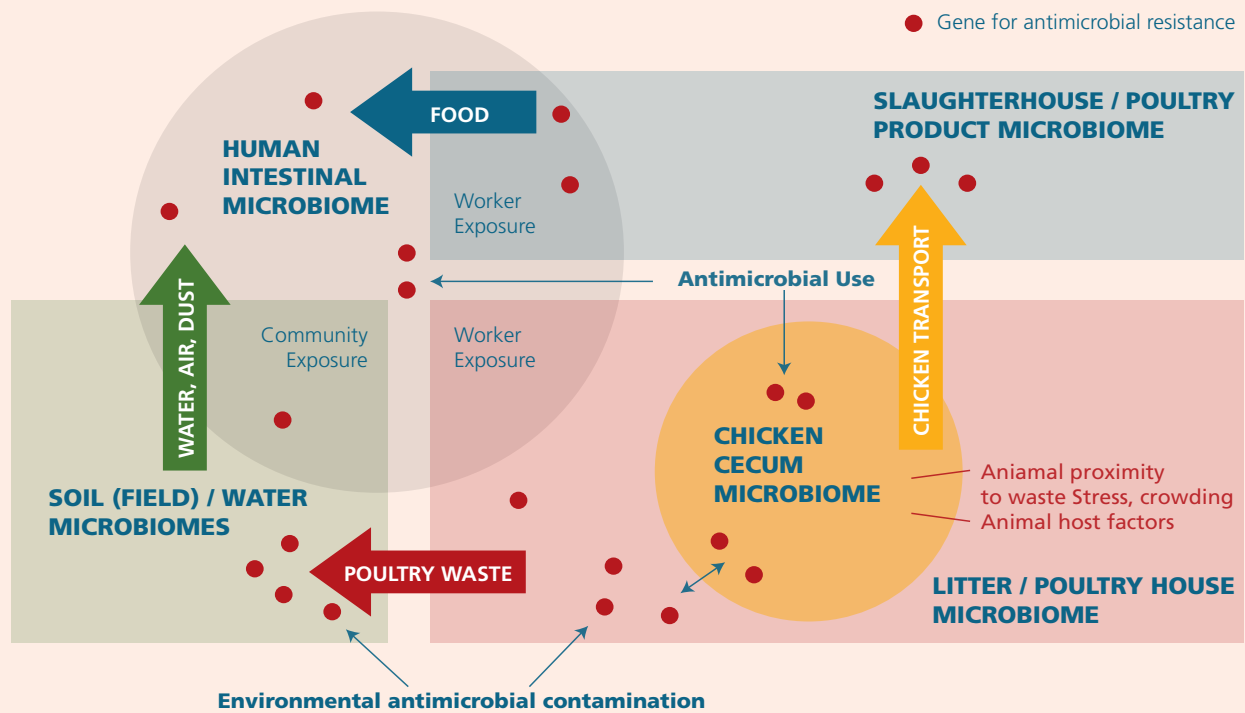 Gene for antimicrobial resistance
SLAUGHTERHOUSE / POULTRY
PRODUCT MICROBIOME
FOOD
HUMAN
INTESTINAL
MICROBIOME
Worker
Exposure
CHICKEN TRANSPORT
WATER, AIR, DUST
Antimicrobial Use
Community
Exposure
Worker
Exposure
CHICKEN
CECUM
MICROBIOME
Aniamal proximity
to waste Stress, crowding
Animal host factors
SOIL (FIELD) / WATER
MICROBIOMES
POULTRY WASTE
LITTER / POULTRY HOUSE
MICROBIOME
Environmental antimicrobial contamination